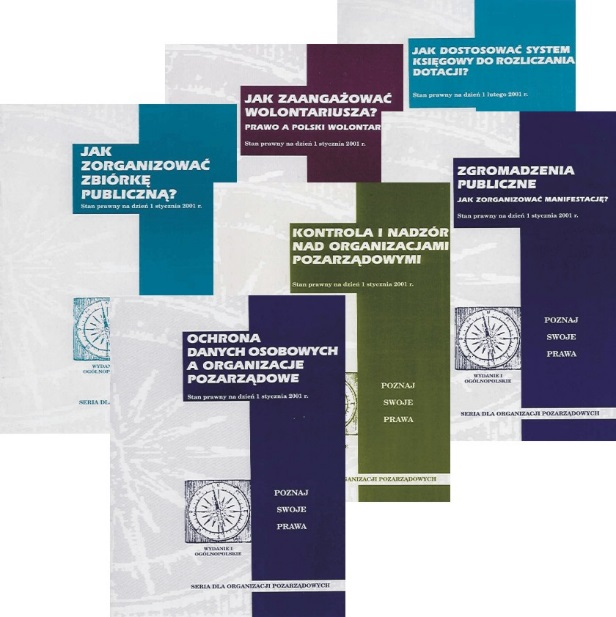 JAK DOSTOSOWAĆ SYSTEM
KSIĘGOWY DO ROZLICZANIA
DOTACJI?
Stan prawny na dzień 1 lutego 2001 r.
JAK ZAANGAŻOWAĆ
WOLONTARIUSZA?
PRAWO A POLSKI WOLONTAR
Stan prawny na dzień 1 stycznia 2001 r.
JAK
ZORGANIZOWAĆ
ZBIÓRKĘ
PUBLICZNĄ?
Stan prawny na dzień 1 stycznia 2001 r.
WYDAN
OGÓLNOP
SERIA DLA
ZGROMADZENIA
PUBLICZNE
JAK ZORGANIZOWAĆ MANIFESTACJĘ?
Stan prawny na dzień 1 stycznia 2001 r.
POZNAJ
SWOJE
PRAWA
WYDANIE I
OGÓLNOPOLSKIE
SERIA DLA ORGANIZACJI POZARZĄDOWYCH
KONTROLA I NADZÓR
NAD ORGANIZACJAMI
POZARZĄDOWYMI
Stan prawny na dzień 1 stycznia 2001 r.
POZNAJ
SWOJE
PRAWA
GANIZACJI POZARZĄDOWYCH
OCHRONA
DANYCH OSOBOWYCH
A ORGANIZACJE
POZARZĄDOWE
Stan prawny na dzień 1 stycznia 2001 r.
POZNAJ
SWOJE
PRAWA
WYDANIE I
OGÓLNOPOLSKIE
SERIA DLA ORGANIZACJI POZARZĄDOWYCH